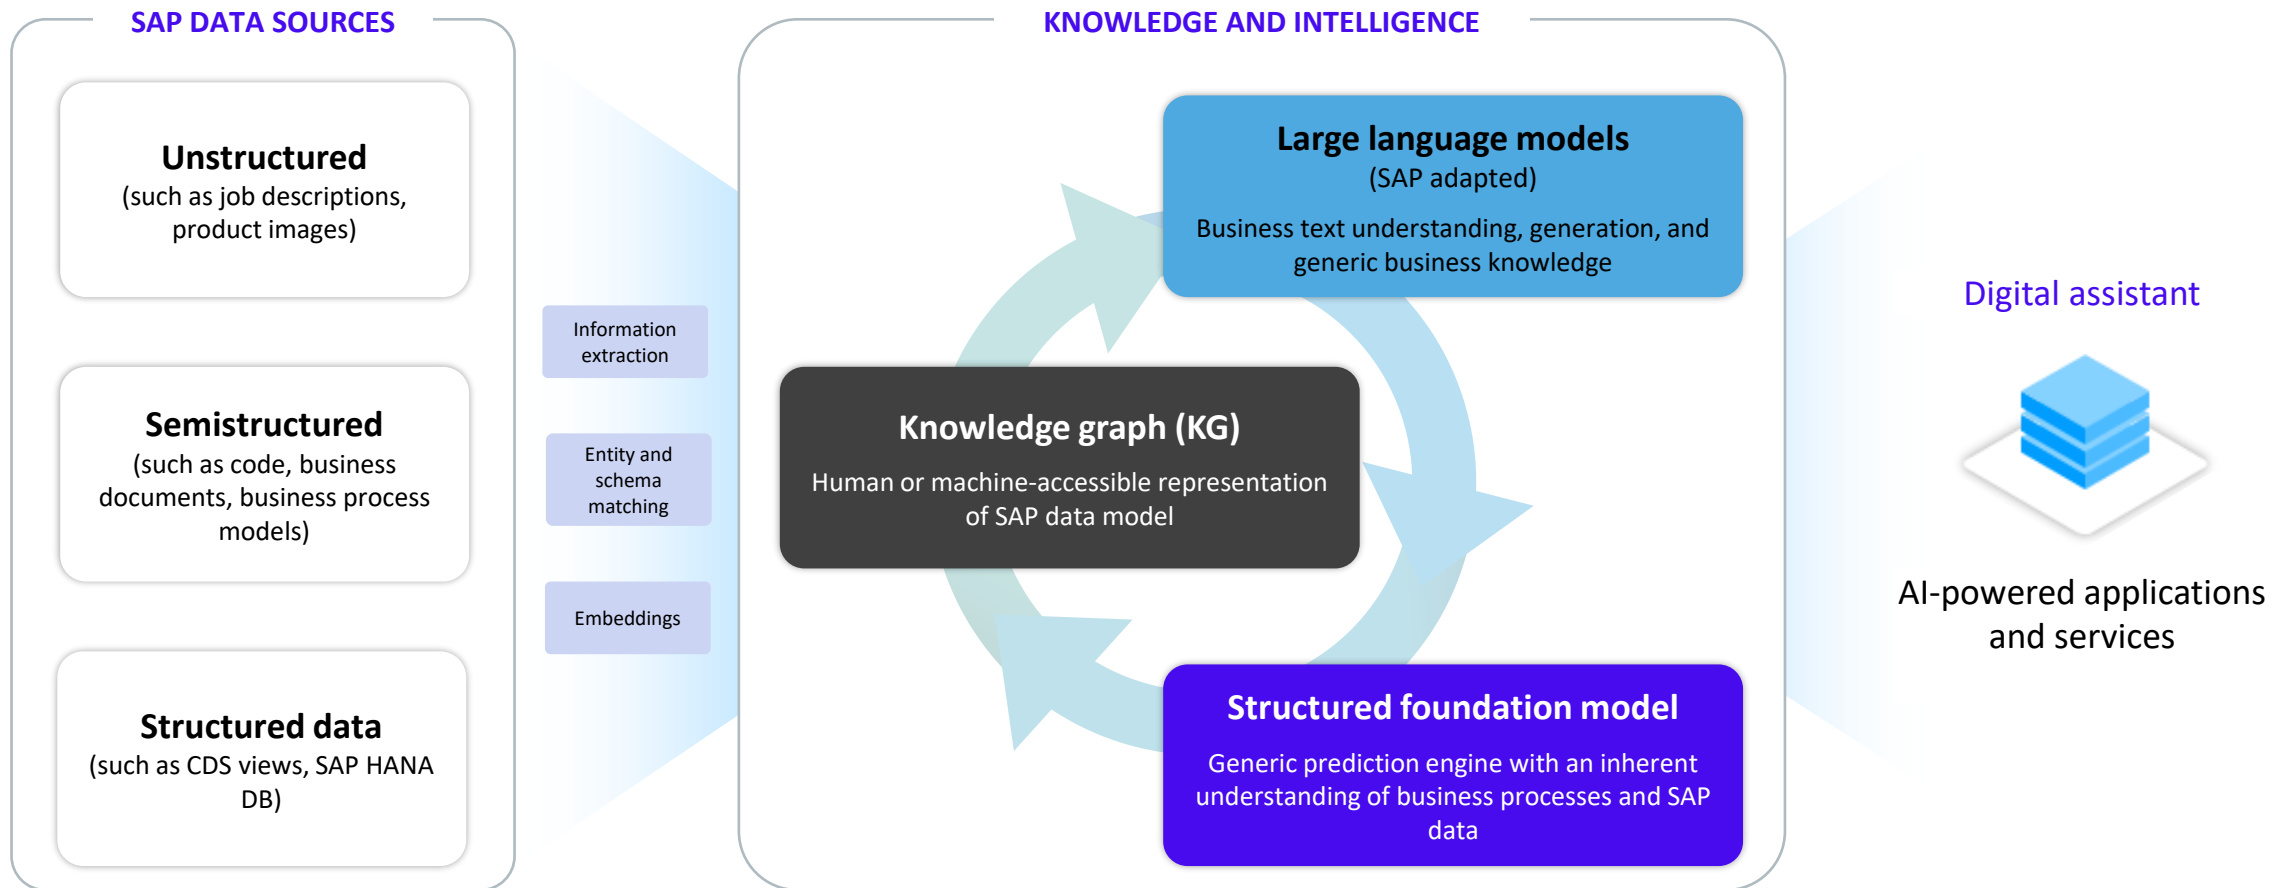 SAP DATA SOURCES
Unstructured
(such as job descriptions,
product images)
Semistructured
(such as code, business
documents, business process
models)
Structured data
(such as CDS views, SAP HANA
DB)
Information
extraction
Entity and
schema
matching
Embeddings
KNOWLEDGE AND INTELLIGENCE
Large language models
(SAP adapted)
Business text understanding, generation, and
generic business knowledge
Knowledge graph (KG)
Human or machine-accessible representation
of SAP data model
Structured foundation model
Generic prediction engine with an inherent
understanding of business processes and SAP
data
Digital assistant
AI-powered applications
and services